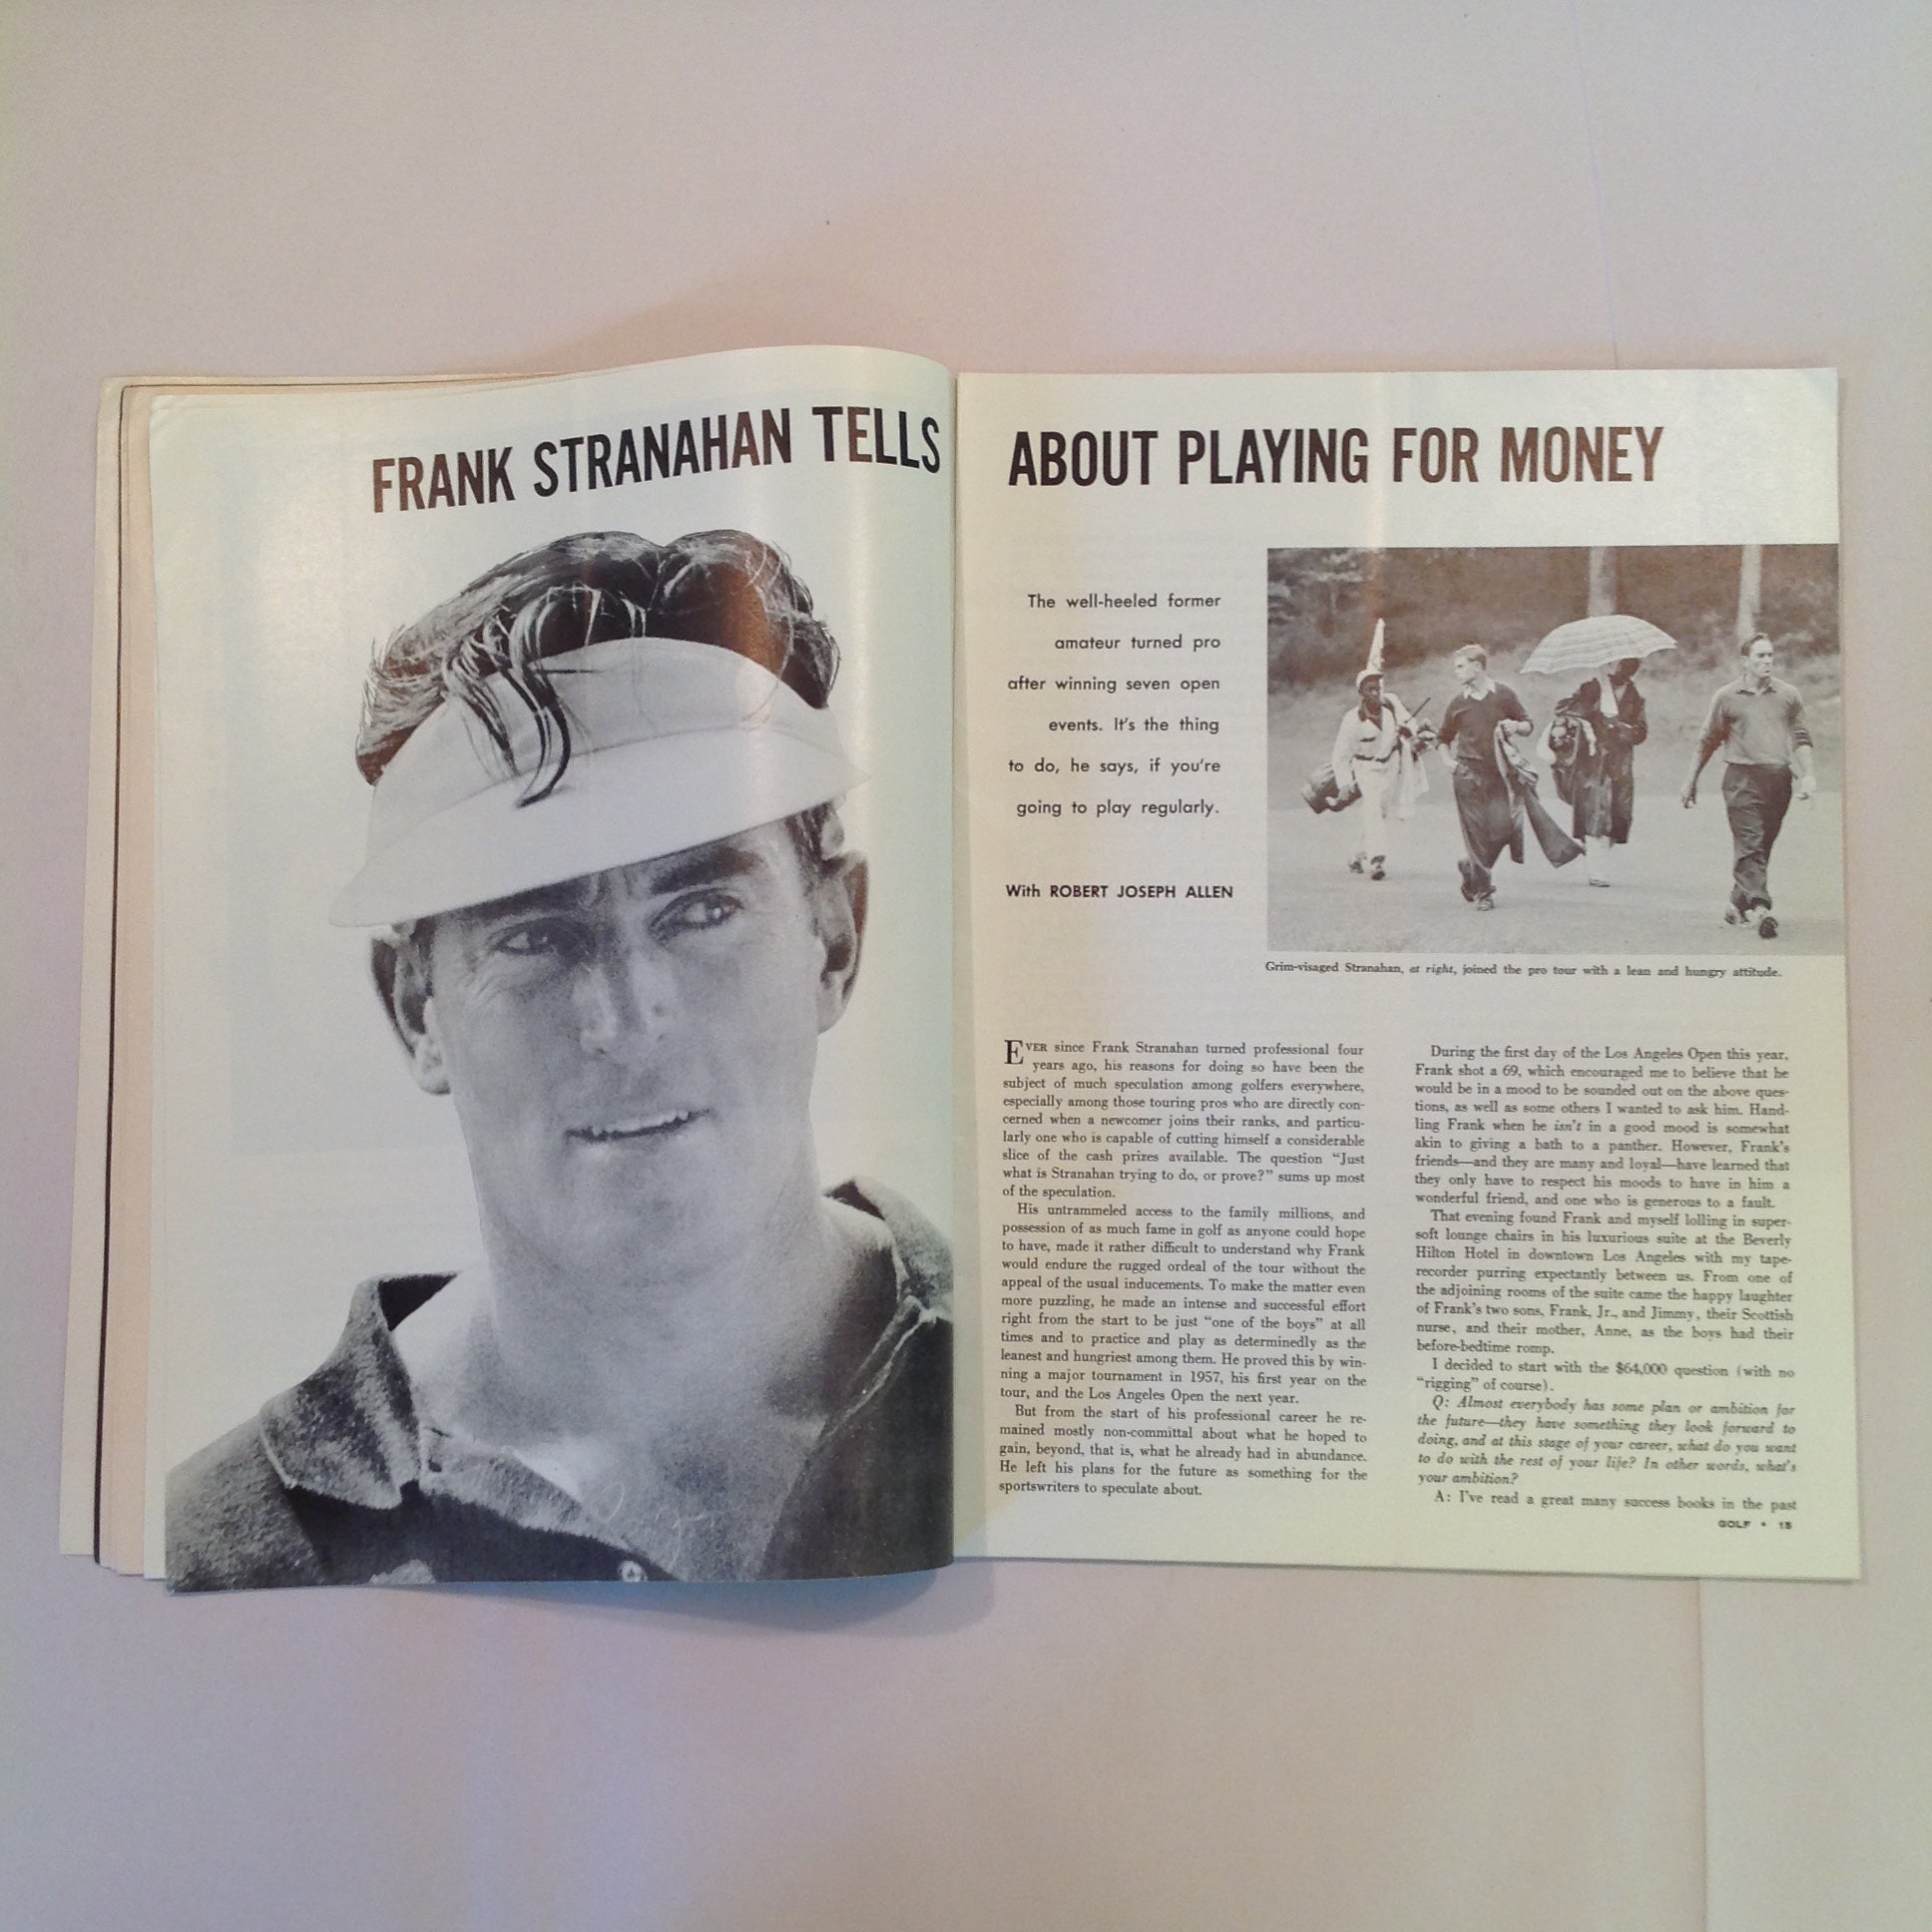 FRANK STRANAHAN TELLS
ABOUT PLAYING FOR MONEY
The well-heeled former
amateur turned pro
after winning seven open
events. It's the thing
to do, he says, if you're
going to play regularly.
With ROBERT JOSEPH ALLEN
Grim-visaged Stranahan, at right, joined the pro tour with a lean and hungry attitude.
EVER since Frank Stranahan turned professional four
years ago, his reasons for doing so have been the
subject of much speculation among golfers everywhere,
especially among those touring pros who are directly con-
cerned when a newcomer joins their ranks, and particu-
larly one who is capable of cutting himself a considerable
slice of the cash prizes available. The question "Just
what is Stranahan trying to do, or prove?" sums up most
of the speculation.
His untrammeled access to the family millions, and
possession of as much fame in golf as anyone could hope
to have, made it rather difficult to understand why Frank
would endure the rugged ordeal of the tour without the
appeal of the usual inducements. To make the matter even
more puzzling, he made an intense and successful effort
right from the start to be just "one of the boys" at all
times and to practice and play as determinedly as the
leanest and hungriest among them. He proved this by win-
ning a major tournament in 1957, his first year on the
tour, and the Los Angeles Open the next year.
But from the start of his professional career he re-
mained mostly non-committal about what he hoped to
gain, beyond, that is, what he already had in abundance.
He left his plans for the future as something for the
sportswriters to speculate about.
During the first day of the Los Angeles Open this year,
Frank shot a 69, which encouraged me to believe that he
would be in a mood to be sounded out on the above ques-
tions, as well as some others I wanted to ask him. Hand-
ling Frank when he isn't in a good mood is somewhat
akin to giving a bath to a panther. However, Frank's
friends—and they are many and loyal—have learned that
they only have to respect his moods to have in him a
wonderful friend, and one who is generous to a fault.
That evening found Frank and myself lolling in super-
soft lounge chairs in his luxurious suite at the Beverly
Hilton Hotel in downtown Los Angeles with my tape-
recorder purring expectantly between us. From one of
the adjoining rooms of the suite came the happy laughter
of Frank's two sons, Frank, Jr., and Jimmy, their Scottish
nurse, and their mother, Anne, as the boys had their
before-bedtime romp.
I decided to start with the $64,000 question (with no
"rigging" of course).
Q: Almost everybody has some plan or ambition for
the future—they have something they look forward to
doing, and at this stage of your career, what do you want
to do with the rest of your life? In other words, what's
your ambition?
A: I've read a great many success books in the past
GOLF • 15